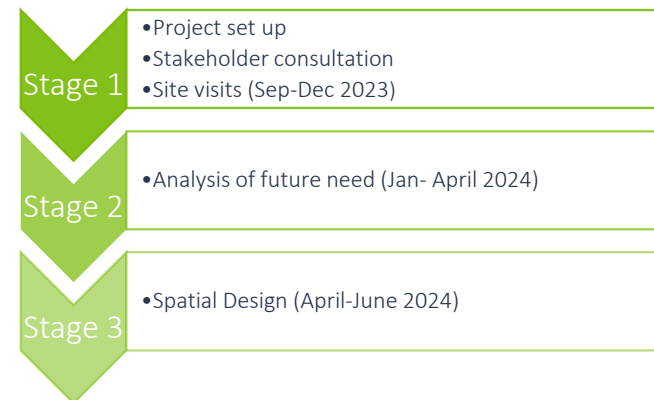 Stage 1
•Project set up
•Stakeholder consultation
•Site visits (Sep-Dec 2023)
Stage 2
•Analysis of future need (Jan- April 2024)
Stage 3
•Spatial Design (April-June 2024)